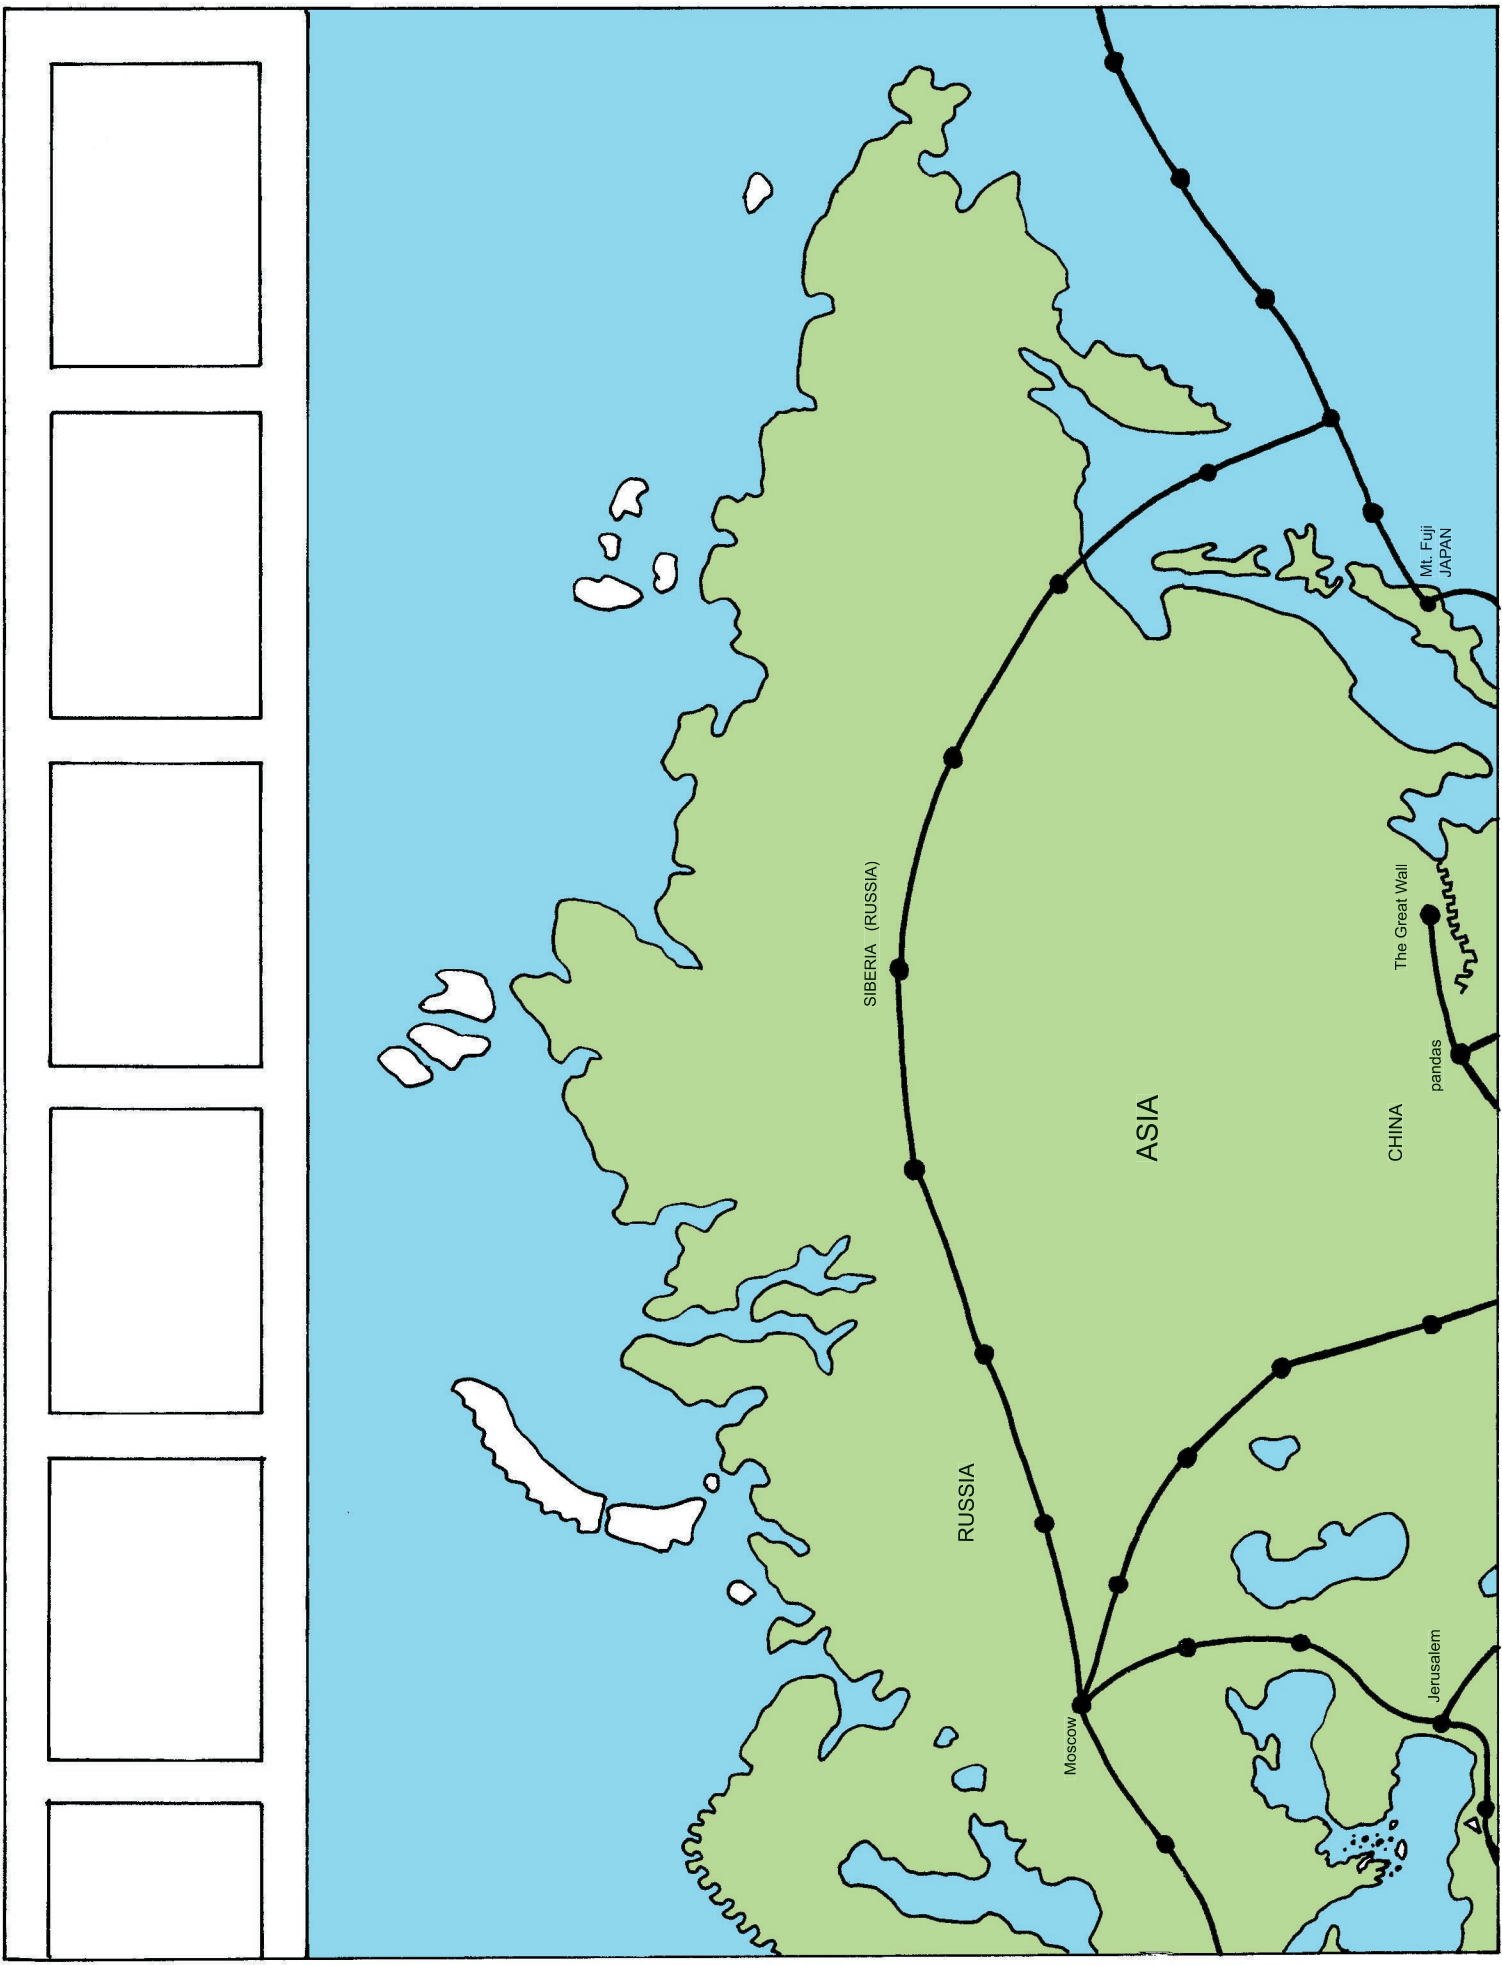 SIBERIA (RUSSIA)
RUSSIA
Moscow
ASIA
CHINA
The Great Wall
pandas
Mt. Fuji
JAPAN
Jerusalem